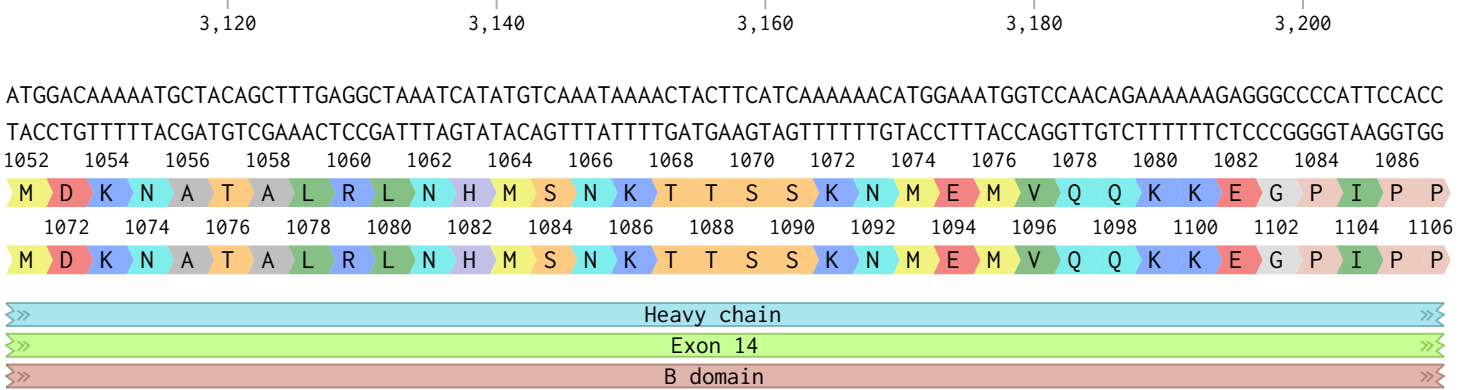 3,120 3,140 3,160 3,180 3,200
ATGGACAAAAATGCTACAGCTTTGAGGCTAAATCATATGTCAAATAAAACTACTTCATCAAAAAACATGGAAATGGTCCAACAGAAAAAAGAGGGCCCCATTCCACC
TACCTGTTTTTACGATGTCGAAACTCCGATTTAGTATACAGTTTATTTTGATGAAGTAGTTTTTTGTACCTTTACCAGGTTGTCTTTTTTCTCCCGGGGTAAGGTGG
1052 1054 1056 1058 1060 1062 1064 1066 1068 1070 1072 1074 1076 1078 1080 1082 1084 1086
M D K N A T A L R L N H M S N K T T S S K N M E M V Q Q K K E G P I P P
1072 1074 1076 1078 1080 1082 1084 1086 1088 1090 1092 1094 1096 1098 1100 1102 1104 1106
M D K N A T A L R L N H M S N K T T S S K N M E M V Q Q K K E G P I P P
Heavy chain
Exon 14
B domain